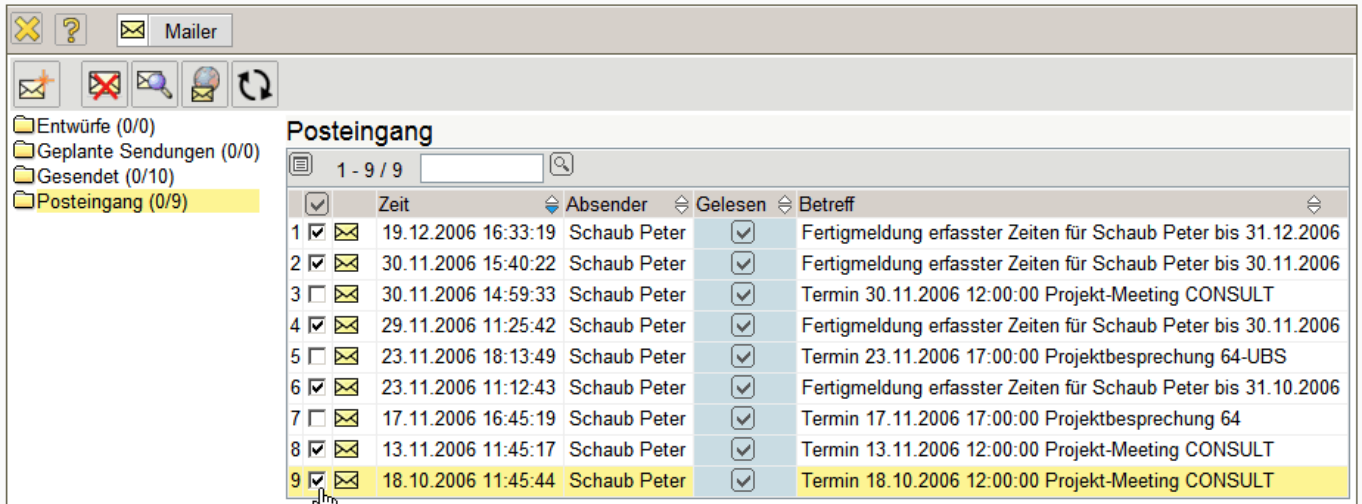 Mailer
Entwürfe (0/0)
Geplante Sendungen (0/0)
Gesendet (0/10)
Posteingang (0/9)
Posteingang
1 - 9 / 9
Zeit Absender Gelesen Betreff
1 19.12.2006 16:33:19 Schaub Peter Fertigmeldung erfasster Zeiten für Schaub Peter bis 31.12.2006
2 30.11.2006 15:40:22 Schaub Peter Fertigmeldung erfasster Zeiten für Schaub Peter bis 30.11.2006
3 30.11.2006 14:59:33 Schaub Peter Termin 30.11.2006 12:00:00 Projekt-Meeting CONSULT
4 29.11.2006 11:25:42 Schaub Peter Fertigmeldung erfasster Zeiten für Schaub Peter bis 30.11.2006
5 23.11.2006 18:13:49 Schaub Peter Termin 23.11.2006 17:00:00 Projektbesprechung 64-UBS
6 23.11.2006 11:12:43 Schaub Peter Fertigmeldung erfasster Zeiten für Schaub Peter bis 31.10.2006
7 17.11.2006 16:45:19 Schaub Peter Termin 17.11.2006 17:00:00 Projektbesprechung 64
8 13.11.2006 11:45:17 Schaub Peter Termin 13.11.2006 12:00:00 Projekt-Meeting CONSULT
9 18.10.2006 11:45:44 Schaub Peter Termin 18.10.2006 12:00:00 Projekt-Meeting CONSULT